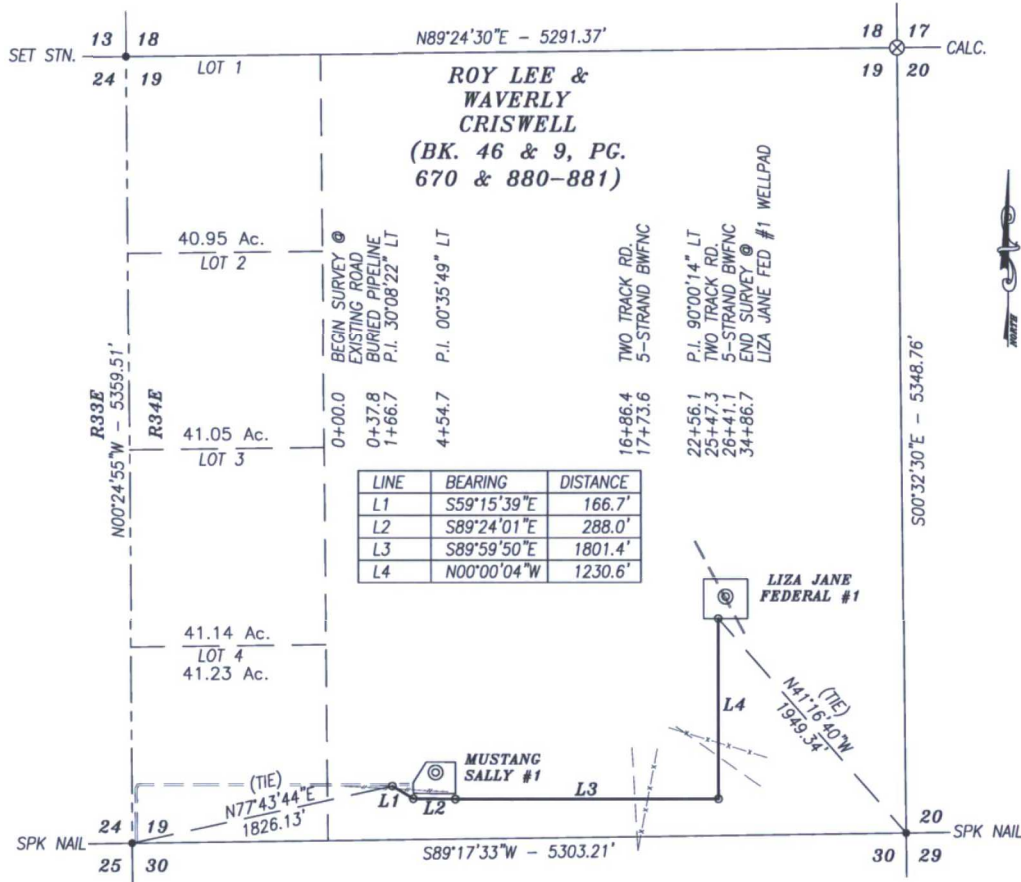 N89°24'30"E - 5291.37'
13 18
18 17
SET STN.
CALC.
24 19
LOT 1
19 20
ROY LEE &
WAVERLY
CRISWELL
(BK. 46 & 9, PG.
670 & 880-881)
40.95 Ac.
LOT 2
41.05 Ac.
LOT 3
41.14 Ac.
LOT 4
41.23 Ac.
N00°24'55"W - 5359.51'
R33E
R34E
0+00.0 BEGIN SURVEY @
EXISTING ROAD
0+37.8 BURIED PIPELINE
1+66.7 P.I. 30°08'22" LT
4+54.7 P.I. 00°35'49" LT
16+86.4 TWO TRACK RD.
17+73.6 5-STRAND BWFNC
22+56.1 P.I. 90°00'14" LT
25+47.3 TWO TRACK RD.
26+41.1 5-STRAND BWFNC
34+86.7 END SURVEY @
LIZA JANE FED #1 WELLPAD
NORTH
S00°32'30"E - 5348.76'
LINE BEARING DISTANCE
L1 S59°15'39"E 166.7'
L2 S89°24'01"E 288.0'
L3 S89°59'50"E 1801.4'
L4 N00°00'04"W 1230.6'
LIZA JANE
FEDERAL #1
L4
(TIE)
N41°16'40"W
1949.34'
MUSTANG
SALLY #1
(TIE)
N77°43'44"E
1826.13'
L1
L2
L3
24 19
SPK NAIL
25 30
S89°17'33"W - 5303.21'
20
SPK NAIL
30 29